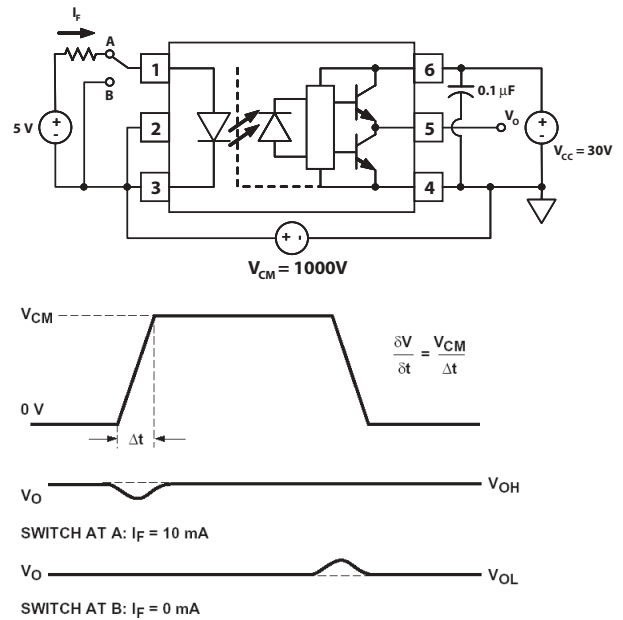 I_F
A
B
1
2
3
6
5
4
5 V
+
-
0.1 µF
V_O
+
-
V_CC = 30V
+
-
V_CM = 1000V
V_CM
0 V
Δt
δV/δt = V_CM/Δt
V_O
V_OH
SWITCH AT A: I_F = 10 mA
V_O
V_OL
SWITCH AT B: I_F = 0 mA